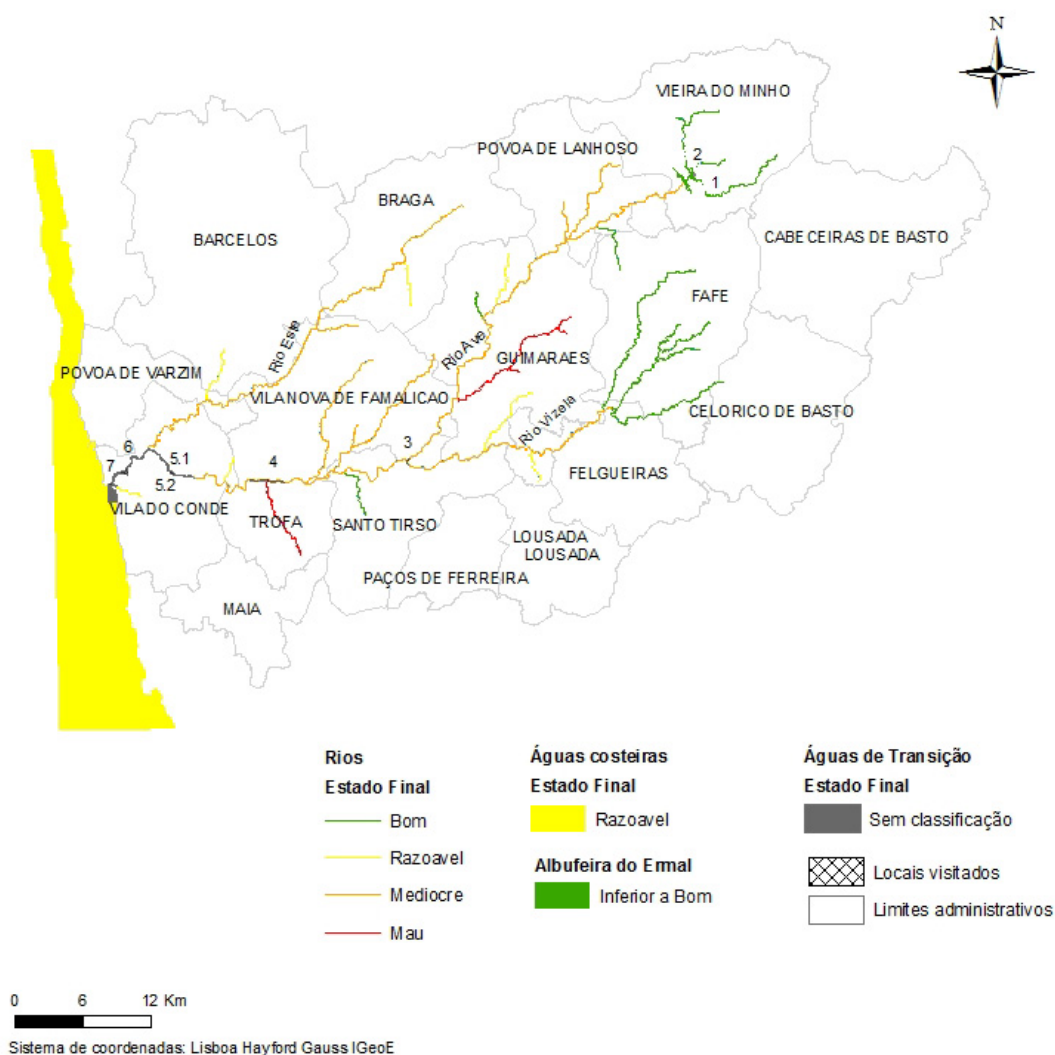 N
VIEIRA DO MINHO
POVOA DE LANHOSO
2
1
BRAGA
BARCELOS
CABECEIRAS DE BASTO
FAFE
Rio Este
Rio Ave
GUIMARAES
POVOA DE VARZIM
VILA NOVA DE FAMALICAO
CELORICO DE BASTO
Rio Vizela
3
6
5.1
4
7
5.2
FELGUEIRAS
VILA DO CONDE
TROFA
SANTO TIRSO
LOUSADA
LOUSADA
PAÇOS DE FERREIRA
MAIA
Rios
Estado Final
Bom
Razoavel
Mediocre
Mau
Águas costeiras
Estado Final
Razoavel
Albufeira do Ermal
Inferior a Bom
Águas de Transição
Estado Final
Sem classificação
Locais visitados
Limites administrativos
0 6 12 Km
Sistema de coordenadas: Lisboa Hayford Gauss IGeoE